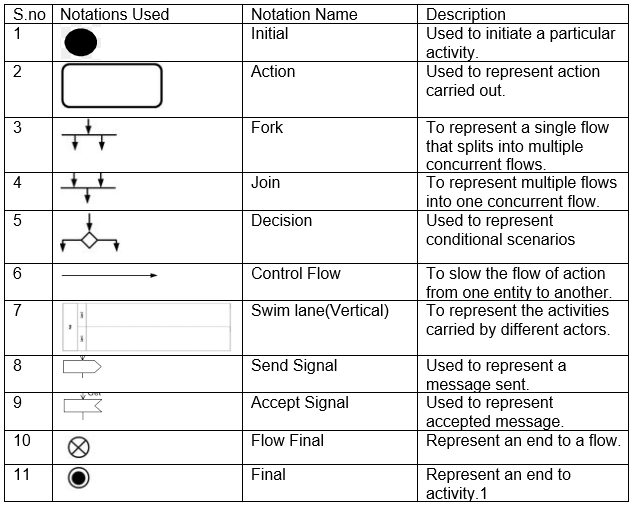 S.no Notations Used Notation Name Description
1 Initial Used to initiate a particular
activity.
2 Action Used to represent action
carried out.
3 Fork To represent a single flow
that splits into multiple
concurrent flows.
4 Join To represent multiple flows
into one concurrent flow.
5 Decision Used to represent
conditional scenarios
6 Control Flow To slow the flow of action
from one entity to another.
7 Swim lane(Vertical) To represent the activities
carried by different actors.
8 Send Signal Used to represent a
message sent.
9 Accept Signal Used to represent
accepted message.
10 Flow Final Represent an end to a flow.
11 Final Represent an end to
activity.1